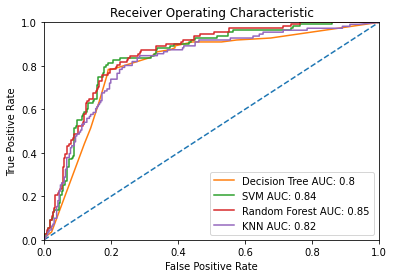 Receiver Operating Characteristic
1.0
0.8
0.6
0.4
0.2
0.0
True Positive Rate
Decision Tree AUC: 0.8
SVM AUC: 0.84
Random Forest AUC: 0.85
KNN AUC: 0.82
0.0 0.2 0.4 0.6 0.8 1.0
False Positive Rate